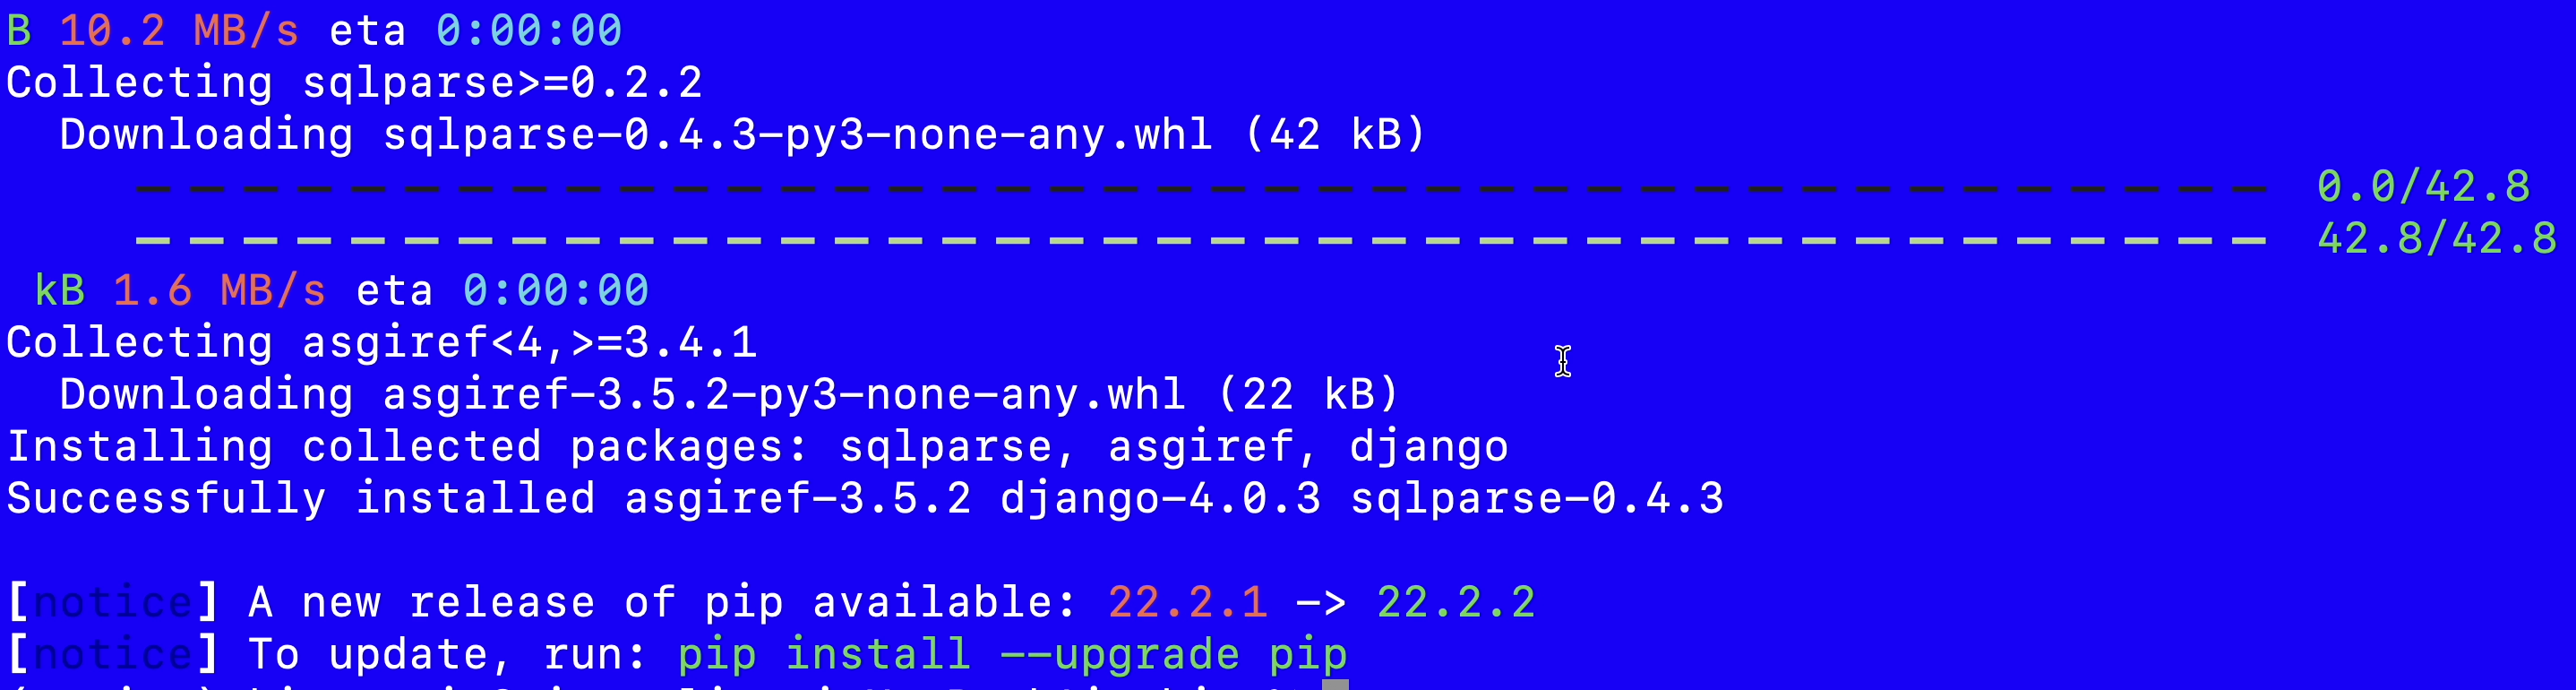 B 10.2 MB/s eta 0:00:00
Collecting sqlparse>=0.2.2
  Downloading sqlparse-0.4.3-py3-none-any.whl (42 kB)
0.0/42.8
42.8/42.8
 kB 1.6 MB/s eta 0:00:00
Collecting asgiref<4,>=3.4.1
  Downloading asgiref-3.5.2-py3-none-any.whl (22 kB)
Installing collected packages: sqlparse, asgiref, django
Successfully installed asgiref-3.5.2 django-4.0.3 sqlparse-0.4.3
[notice] A new release of pip available: 22.2.1 -> 22.2.2
[notice] To update, run: pip install --upgrade pip